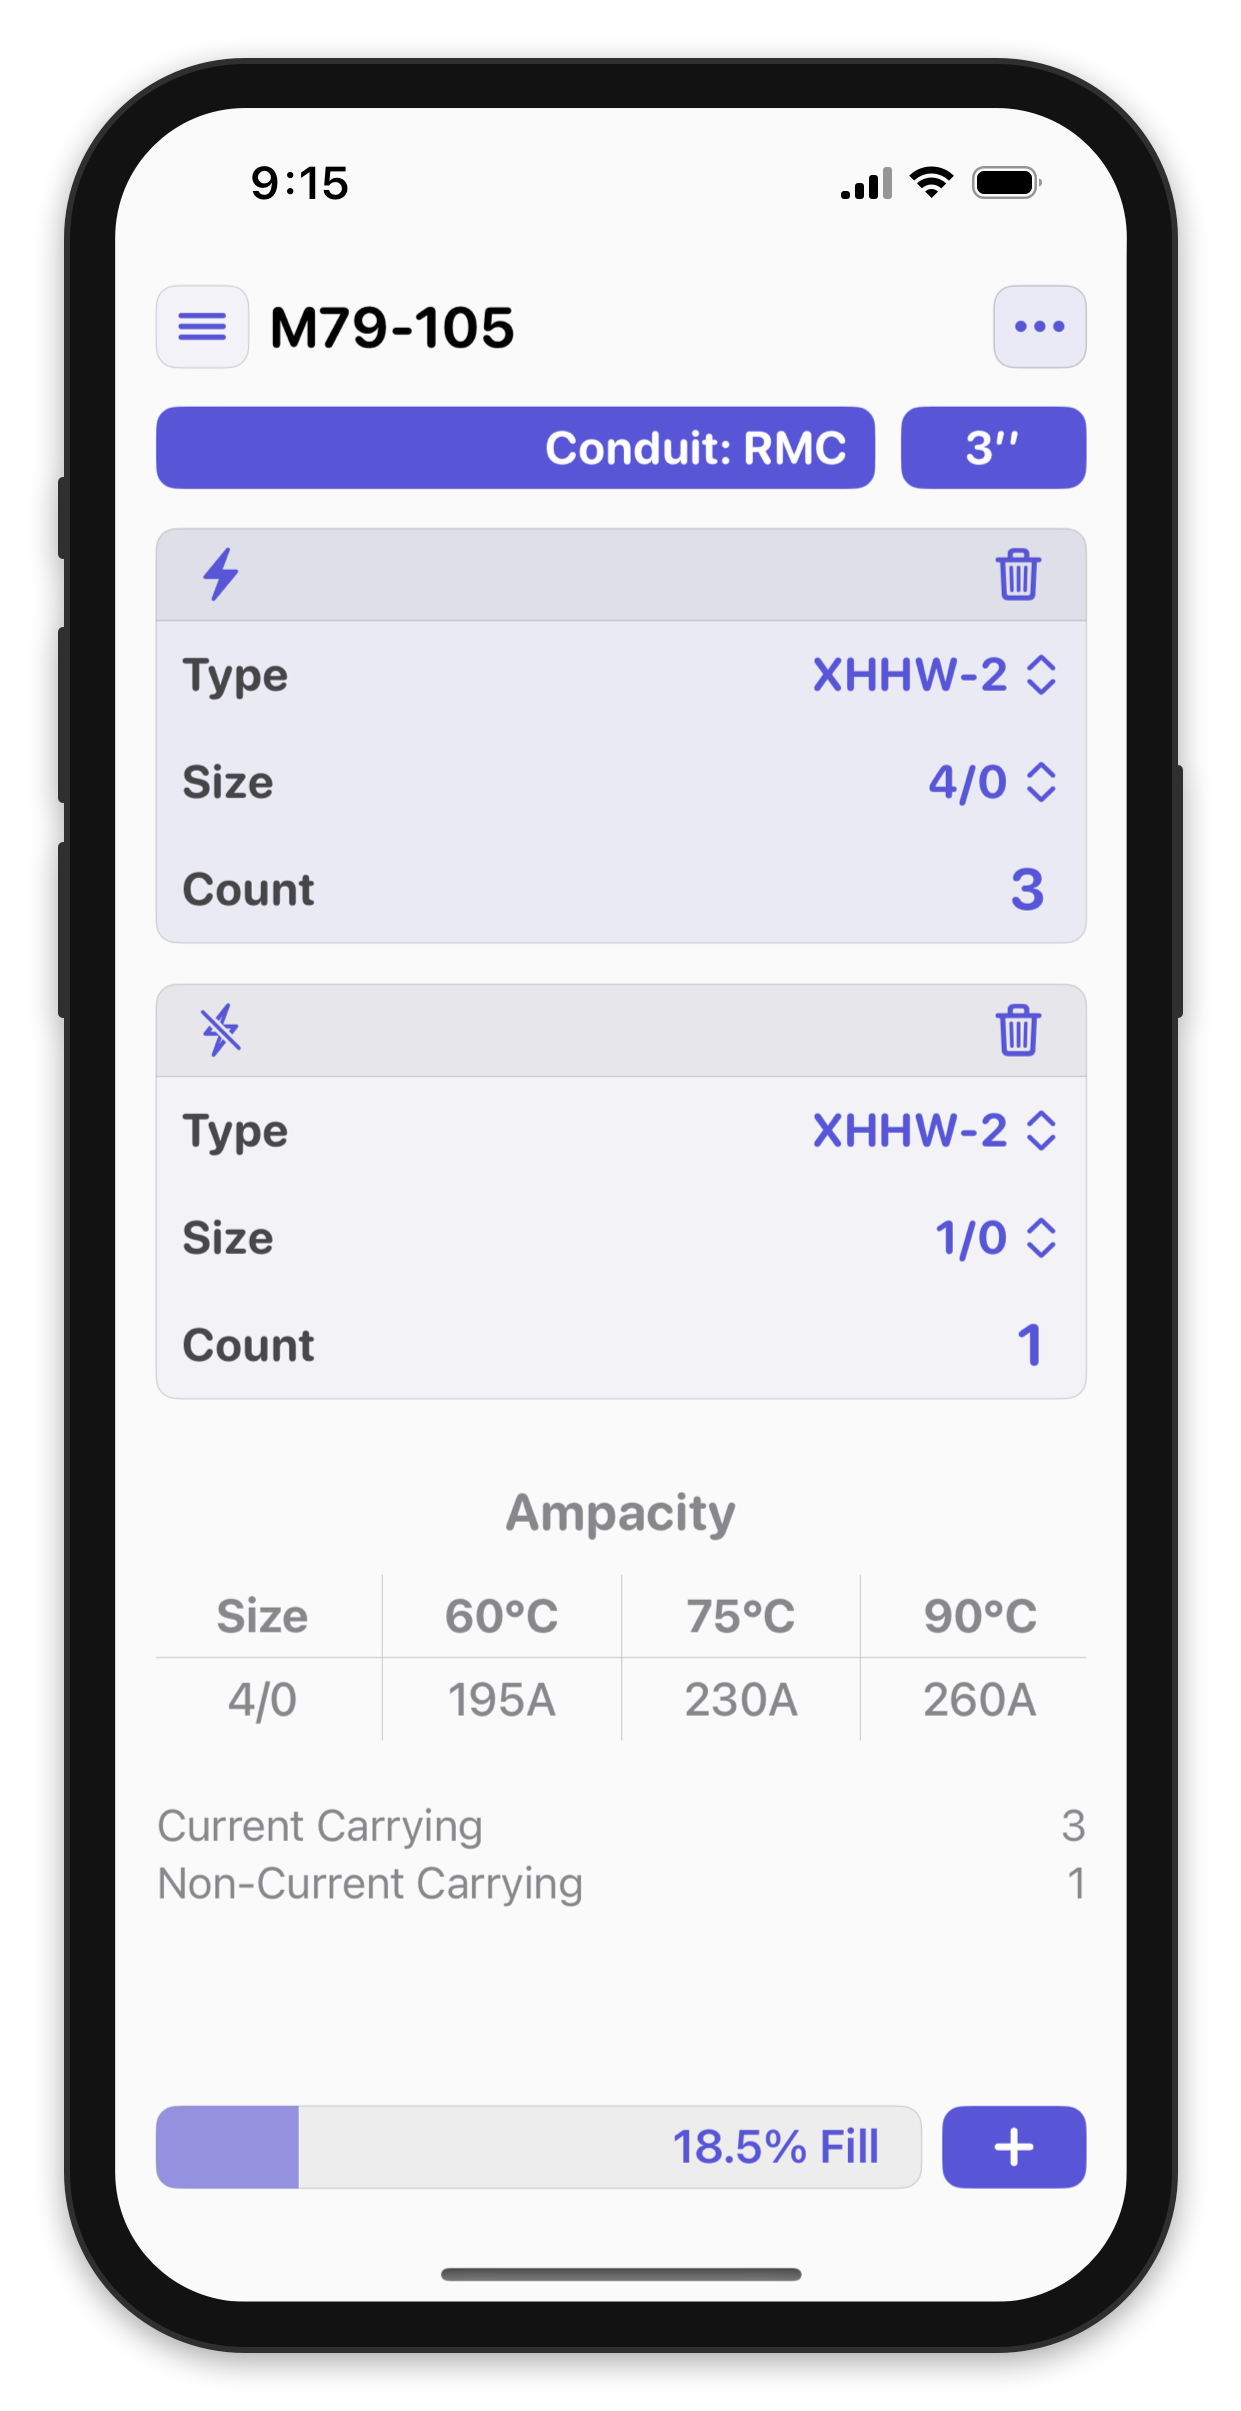 9:15
M79-105
Conduit: RMC 3′′
Type XHHW-2
Size 4/0
Count 3
Type XHHW-2
Size 1/0
Count 1
Ampacity
Size 60°C 75°C 90°C
4/0 195A 230A 260A
Current Carrying 3
Non-Current Carrying 1
18.5% Fill